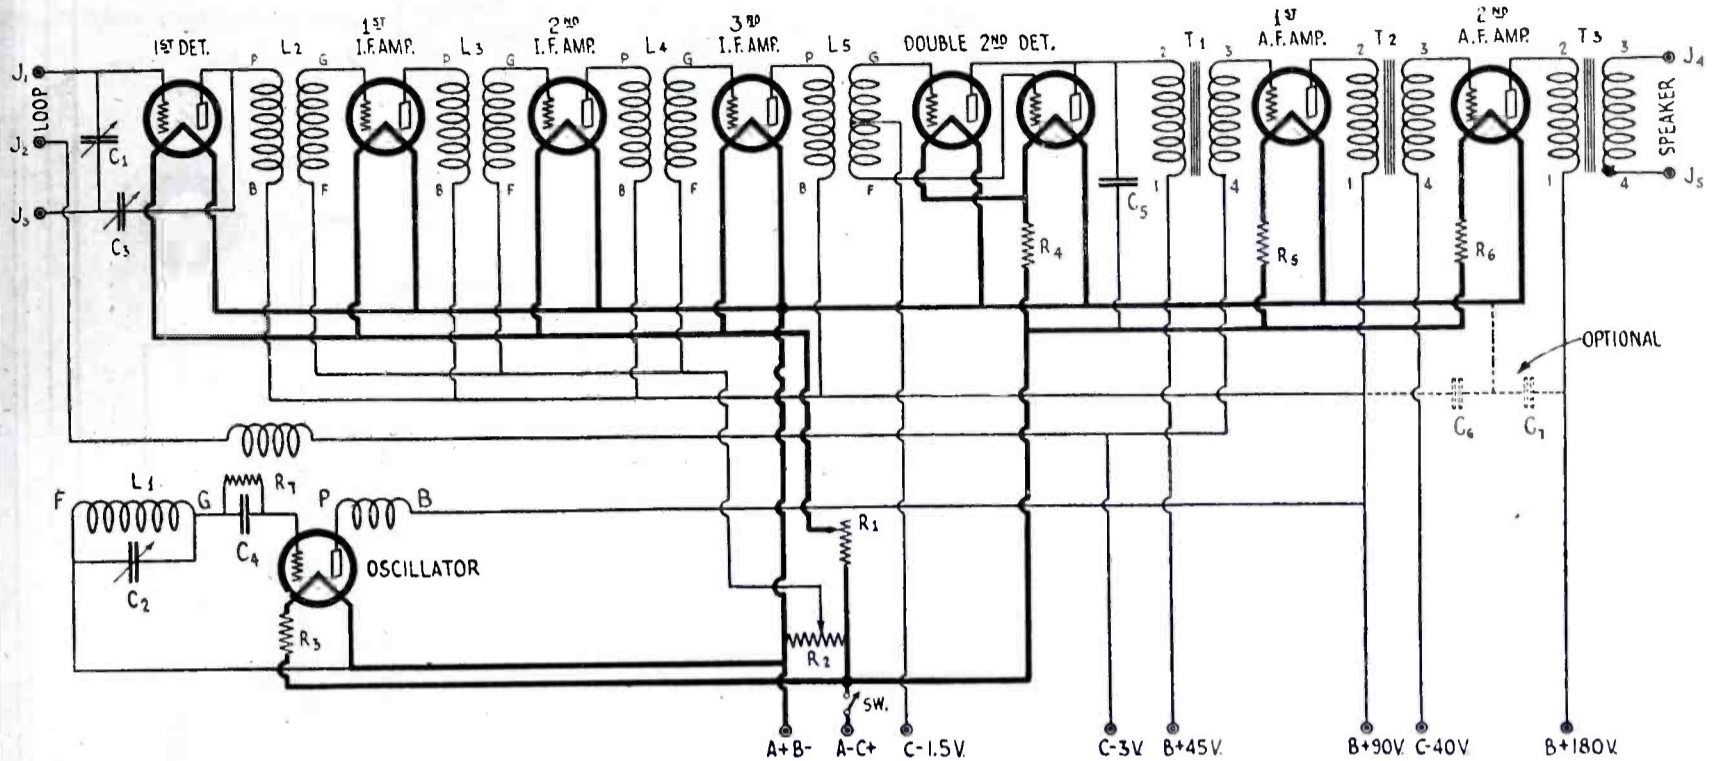 1ST 2ND 3RD 1ST 2ND
1ST DET. L2 I.F. AMP. L3 I.F. AMP. L4 I.F. AMP. L5 DOUBLE 2ND DET. T1 A.F. AMP. T2 A.F. AMP. T3
P G P G P G P G 2 3 2 3 2 3
J1 J4
LOOP
SPEAKER
J2 C1
B F B F B F B F 1 4 1 4 1 4
J3 C3 C5 J5
R4 R5 R6
OPTIONAL
C6 C7
F L1 G R7 P B
C4 R1
OSCILLATOR
C2
R3 R2
SW.
A+B- A-C+ C-1.5V. C-3V. B+45V. B+90V. C-40V. B+180V.